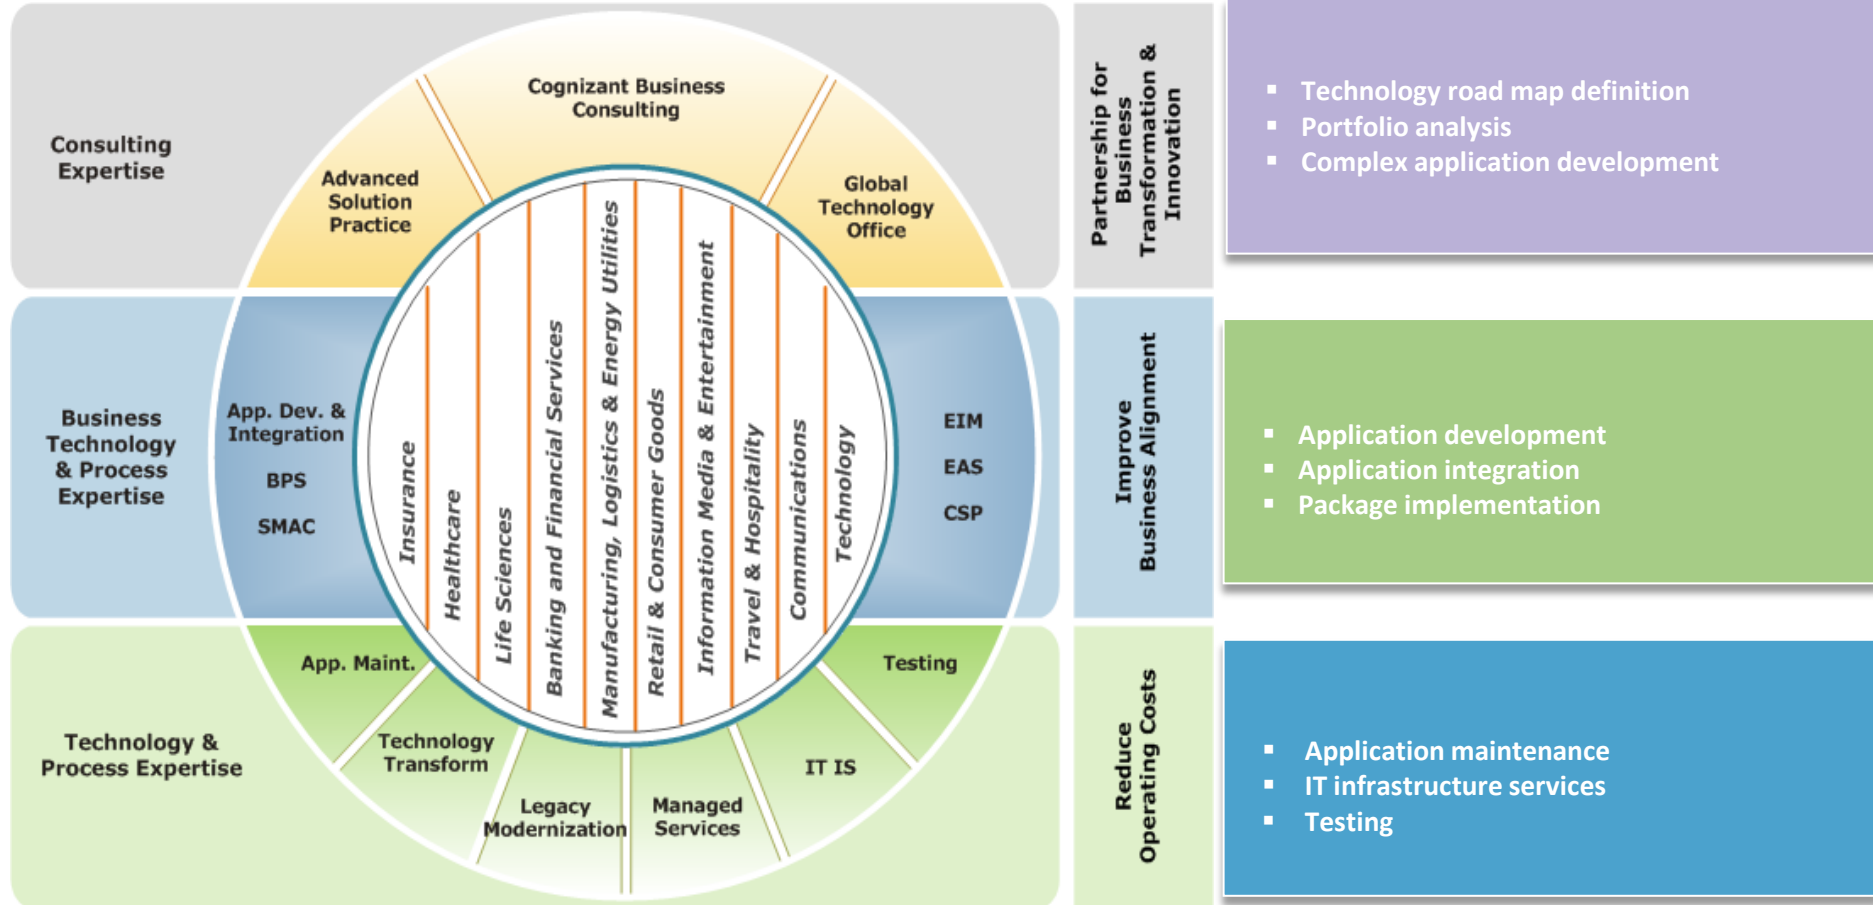 Consulting
Expertise
Cognizant Business
Consulting
Advanced
Solution
Practice
Global
Technology
Office
Partnership for
Business
Transformation &
Innovation
▪ Technology road map definition
▪ Portfolio analysis
▪ Complex application development
Business
Technology
& Process
Expertise
App. Dev. &
Integration
BPS
SMAC
Insurance
Healthcare
Life Sciences
Banking and Financial Services
Manufacturing, Logistics & Energy Utilities
Retail & Consumer Goods
Information Media & Entertainment
Travel & Hospitality
Communications
Technology
EIM
EAS
CSP
Improve
Business Alignment
▪ Application development
▪ Application integration
▪ Package implementation
Technology &
Process Expertise
App. Maint.
Technology
Transform
Legacy
Modernization
Managed
Services
IT IS
Testing
Reduce
Operating Costs
▪ Application maintenance
▪ IT infrastructure services
▪ Testing